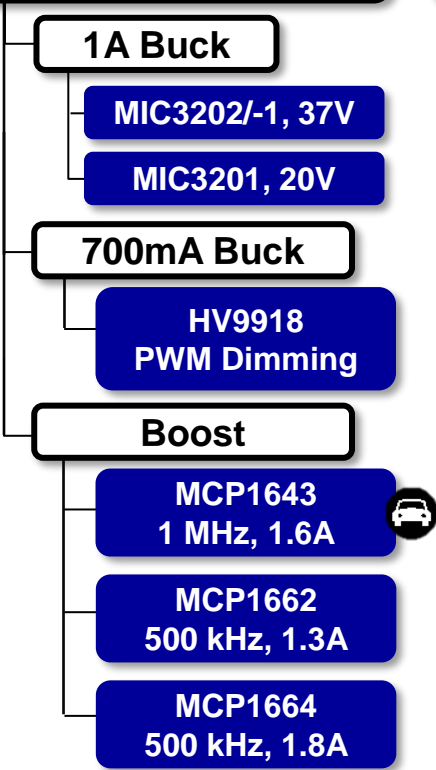 1A Buck
MIC3202/-1, 37V
MIC3201, 20V
700mA Buck
HV9918
PWM Dimming
Boost
MCP1643
1 MHz, 1.6A
MCP1662
500 kHz, 1.3A
MCP1664
500 kHz, 1.8A